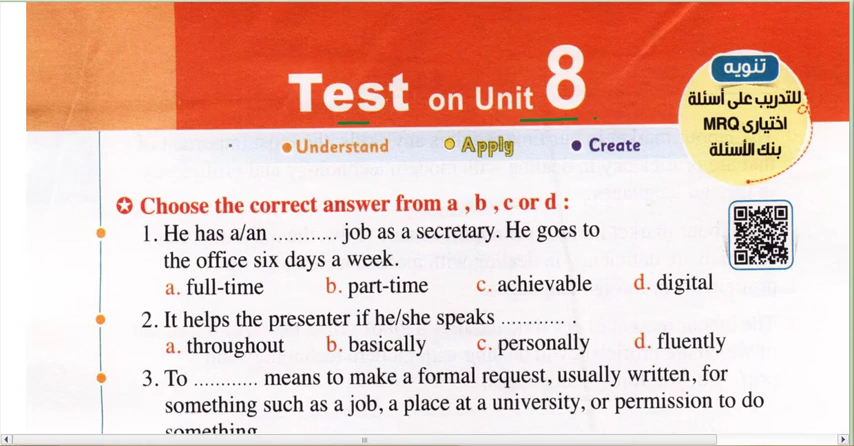 Test on Unit 8
تنويه
للتدريب على أسئلة
اختيارى MRQ
بنك الأسئلة
Understand Apply Create
Choose the correct answer from a , b , c or d :
1. He has a/an ............ job as a secretary. He goes to
the office six days a week.
a. full-time b. part-time c. achievable d. digital
2. It helps the presenter if he/she speaks ............ .
a. throughout b. basically c. personally d. fluently
3. To ............ means to make a formal request, usually written, for
something such as a job, a place at a university, or permission to do
something.